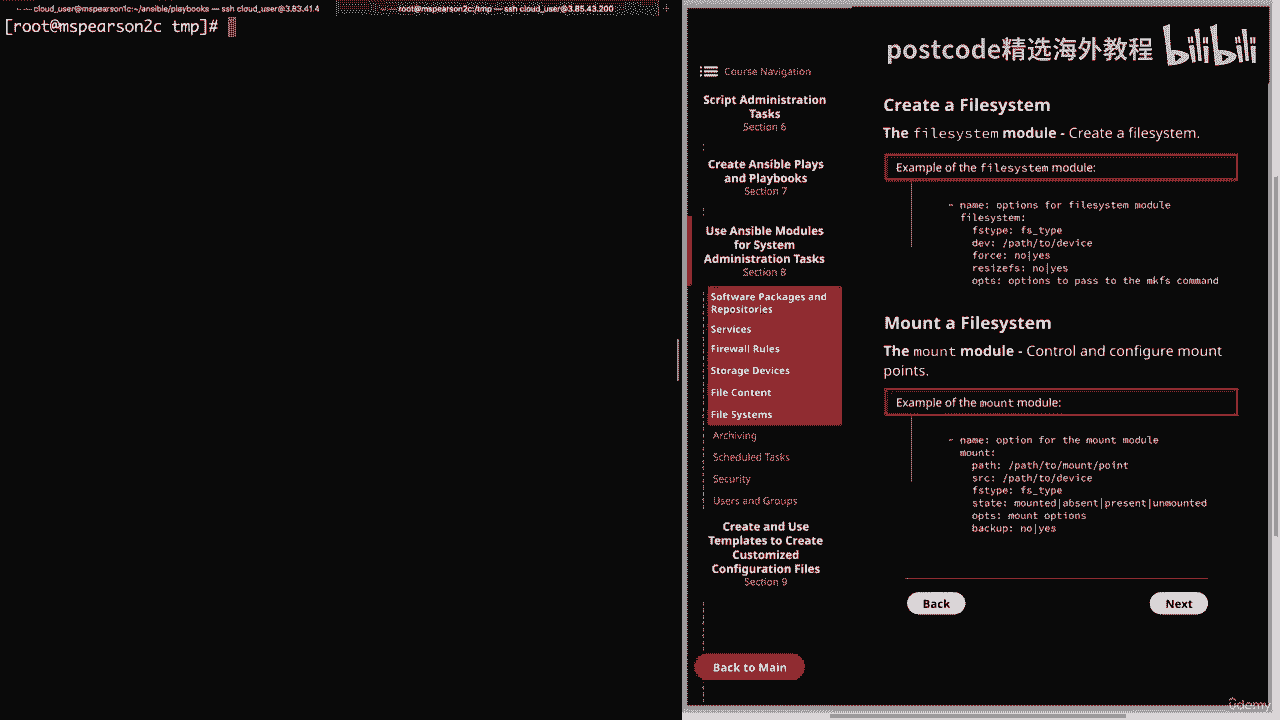 cloud_user@mspearson1c:~/ansible/playbooks — ssh cloud_user@3.83.41.4
[root@mspearson2c:/tmp] — ssh cloud_user@3.85.43.200
[root@mspearson2c tmp]#
postcode精选海外教程 bilibili
Course Navigation
Script Administration
Tasks
Section 6
Create Ansible Plays
and Playbooks
Section 7
Use Ansible Modules
for System
Administration Tasks
Section 8
Software Packages and
Repositories
Services
Firewall Rules
Storage Devices
File Content
File Systems
Archiving
Scheduled Tasks
Security
Users and Groups
Create and Use
Templates to Create
Customized
Configuration Files
Section 9
Back to Main
Create a Filesystem
The filesystem module - Create a filesystem.
Example of the filesystem module:
- name: options for filesystem module
filesystem:
fstype: fs_type
dev: /path/to/device
force: no|yes
resizefs: no|yes
opts: options to pass to the mkfs command
Mount a Filesystem
The mount module - Control and configure mount
points.
Example of the mount module:
- name: option for the mount module
mount:
path: /path/to/mount/point
src: /path/to/device
fstype: fs_type
state: mounted|absent|present|unmounted
opts: mount options
backup: no|yes
Back
Next
ûdemy